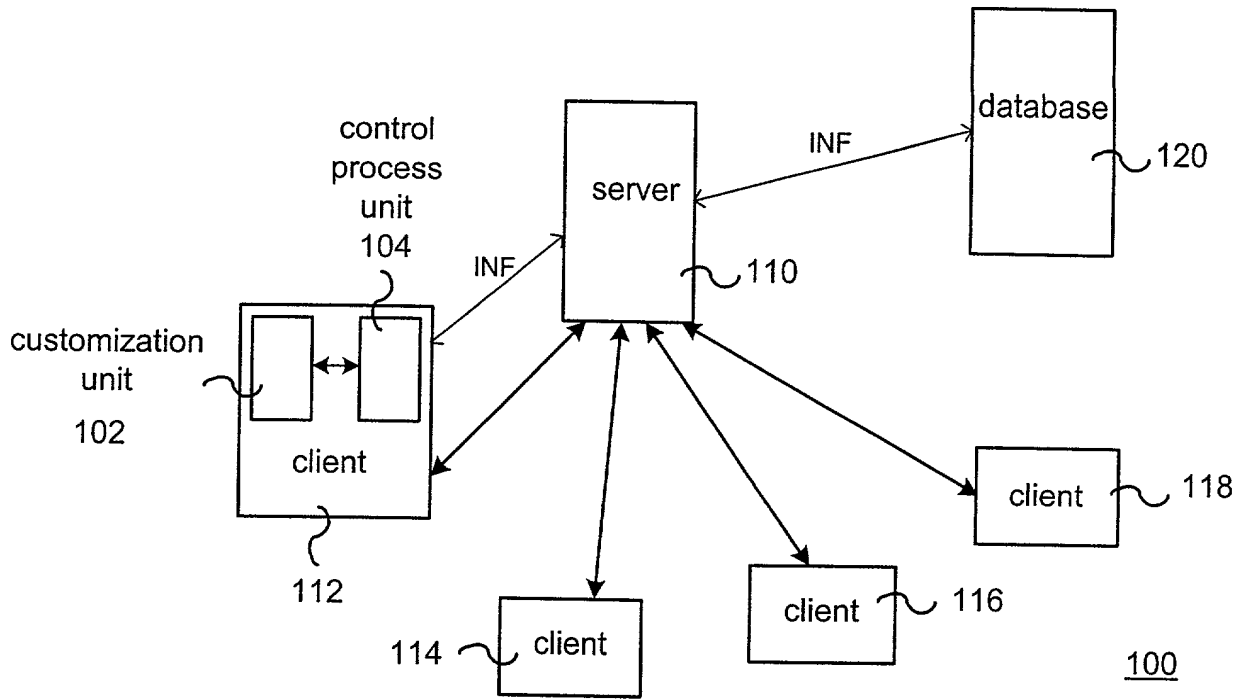 database
120
INF
control
process
unit
104
server
110
INF
customization
unit
102
client
112
client
118
client
116
client
114
100